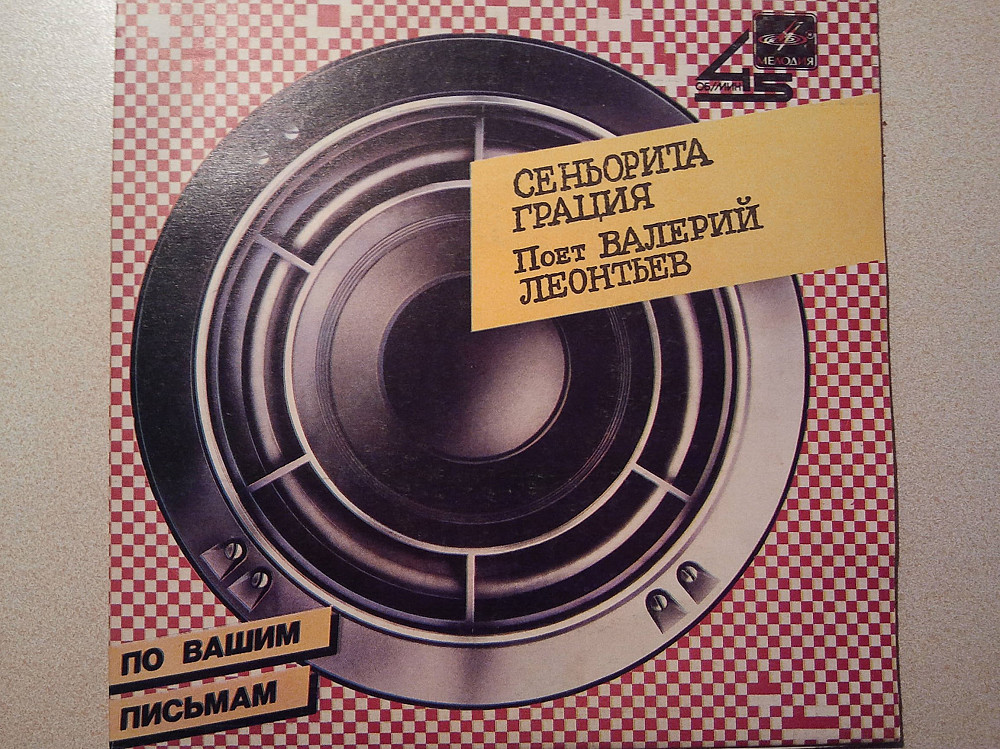 45
ОБ/МИН
МЕЛОДИЯ
СЕНЬОРИТА
ГРАЦИЯ
Поет ВАЛЕРИЙ
ЛЕОНТЬЕВ
ПО ВАШИМ
ПИСЬМАМ